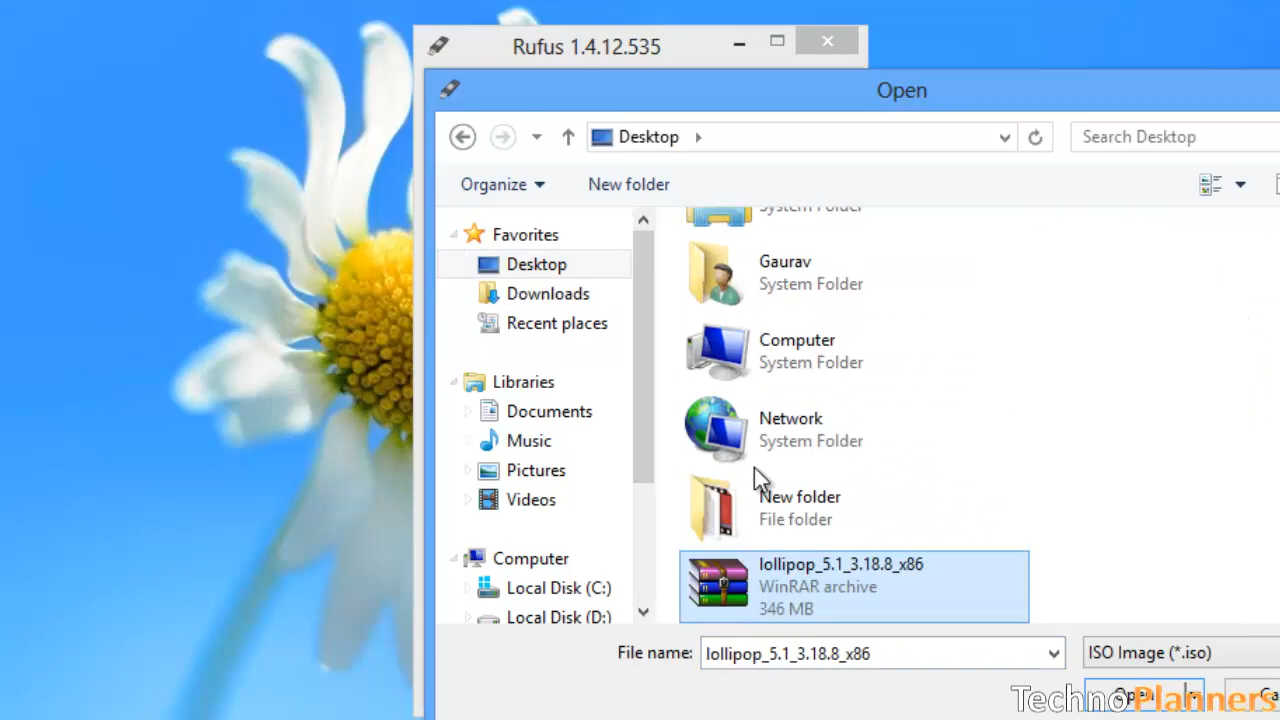 Rufus 1.4.12.535
Open
Desktop
Search Desktop
Organize
New folder
Favorites
Desktop
Downloads
Recent places
Libraries
Documents
Music
Pictures
Videos
Computer
Local Disk (C:)
Local Disk (D:)
System Folder
Gaurav
System Folder
Computer
System Folder
Network
System Folder
New folder
File folder
lollipop_5.1_3.18.8_x86
WinRAR archive
346 MB
File name:
lollipop_5.1_3.18.8_x86
ISO Image (*.iso)
Open
TechnoPlanners